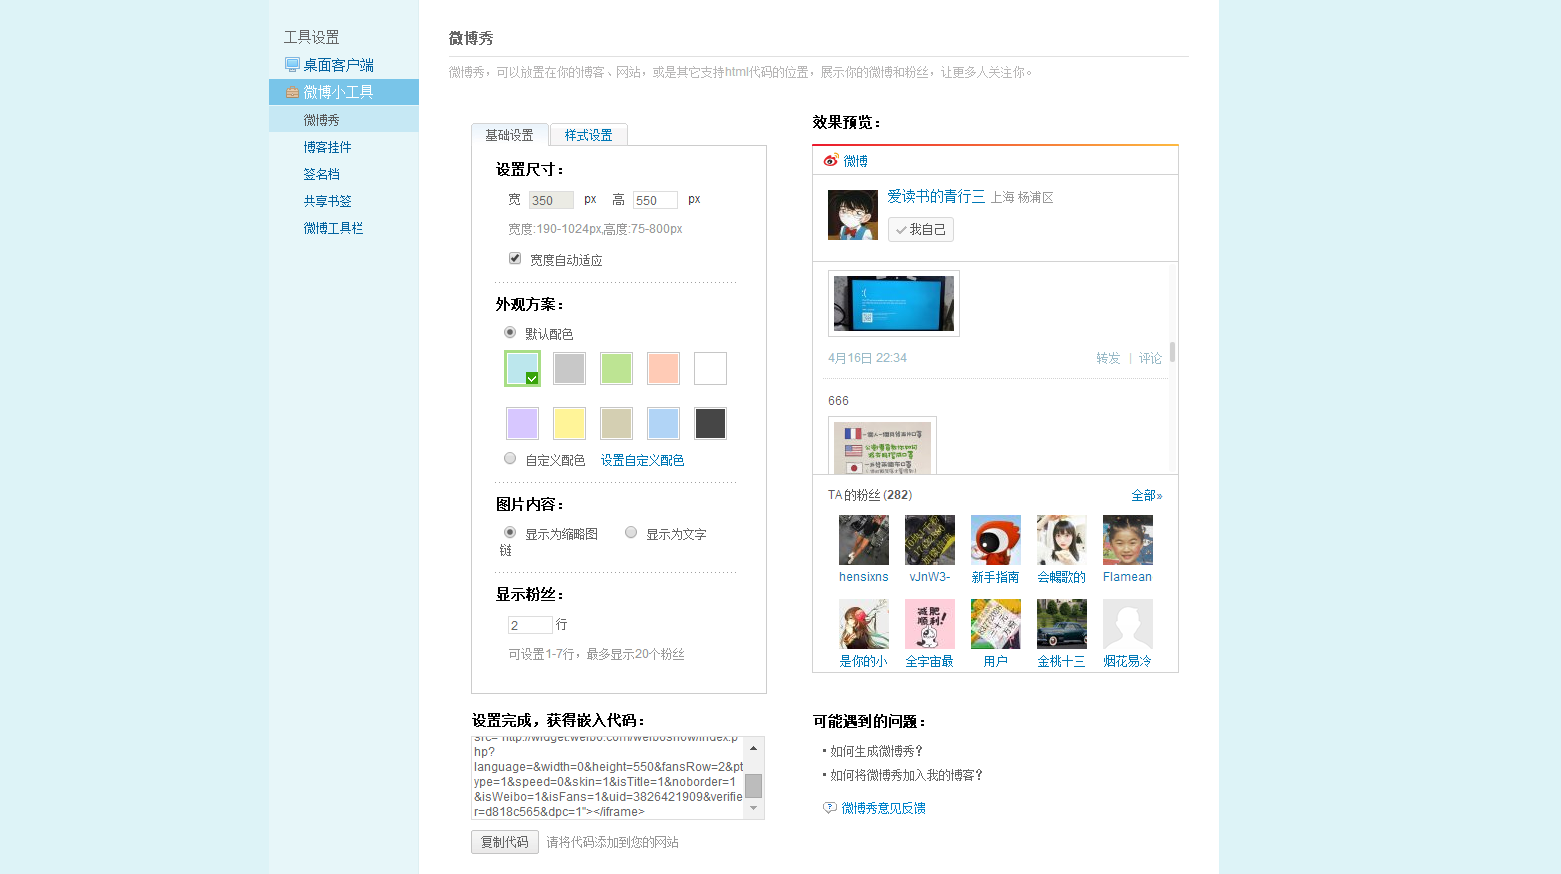 工具设置
桌面客户端
微博小工具
微博秀
博客挂件
签名档
共享书签
微博工具栏
微博秀
微博秀，可以放置在你的博客、网站，或是其它支持html代码的位置，展示你的微博和粉丝，让更多人关注你。
基础设置 样式设置
设置尺寸：
宽 350 px 高 550 px
宽度:190-1024px,高度:75-800px
宽度自动适应
外观方案：
默认配色
自定义配色 设置自定义配色
图片内容：
显示为缩略图 显示为文字
链
显示粉丝：
2 行
可设置1-7行，最多显示20个粉丝
设置完成，获得嵌入代码：
src="http://widget.weibo.com/weiboshow/index.p
hp?
language=&width=0&height=550&fansRow=2&pt
ype=1&speed=0&skin=1&isTitle=1&noborder=1
&isWeibo=1&isFans=1&uid=3826421909&verifie
r=d818c565&dpc=1"></iframe>
复制代码 请将代码添加到您的网站
效果预览：
微博
爱读书的青行三 上海 杨浦区
我自己
:(
4月16日 22:34 转发 | 评论
666
TA的粉丝(282) 全部»
hensixns vJnW3- 新手指南 会暢歌的 Flamean
减肥
顺利!
是你的小 全宇宙最 用户 金桃十三 烟花易冷
可能遇到的问题：
• 如何生成微博秀?
• 如何将微博秀加入我的博客?
微博秀意见反馈